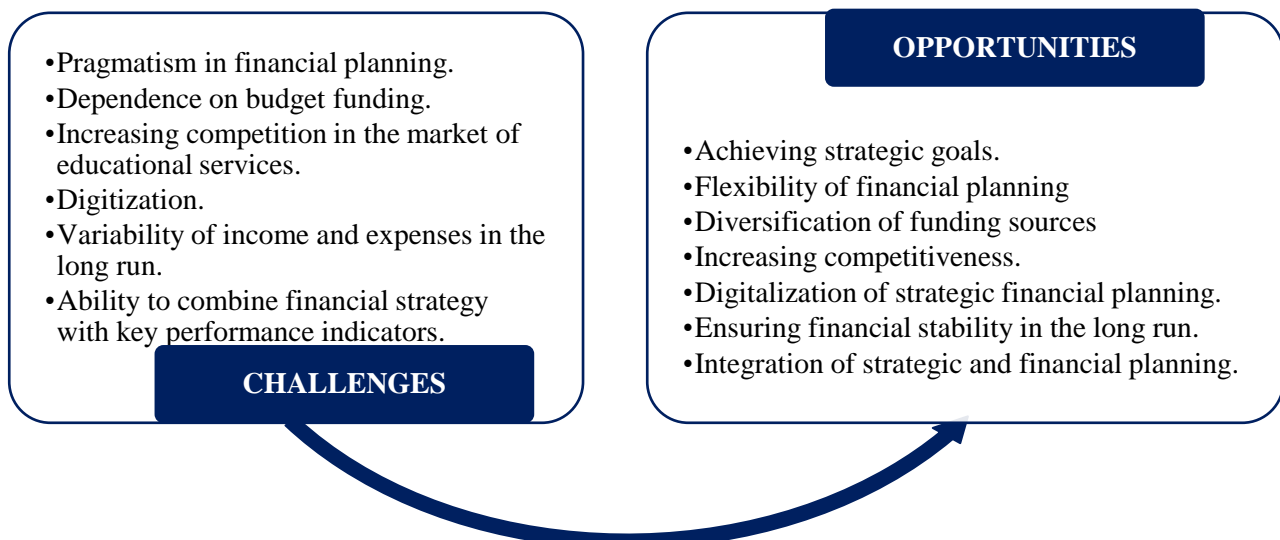 •Pragmatism in financial planning.
•Dependence on budget funding.
•Increasing competition in the market of
educational services.
•Digitization.
•Variability of income and expenses in the
long run.
•Ability to combine financial strategy
with key performance indicators.
CHALLENGES
OPPORTUNITIES
•Achieving strategic goals.
•Flexibility of financial planning
•Diversification of funding sources
•Increasing competitiveness.
•Digitalization of strategic financial planning.
•Ensuring financial stability in the long run.
•Integration of strategic and financial planning.